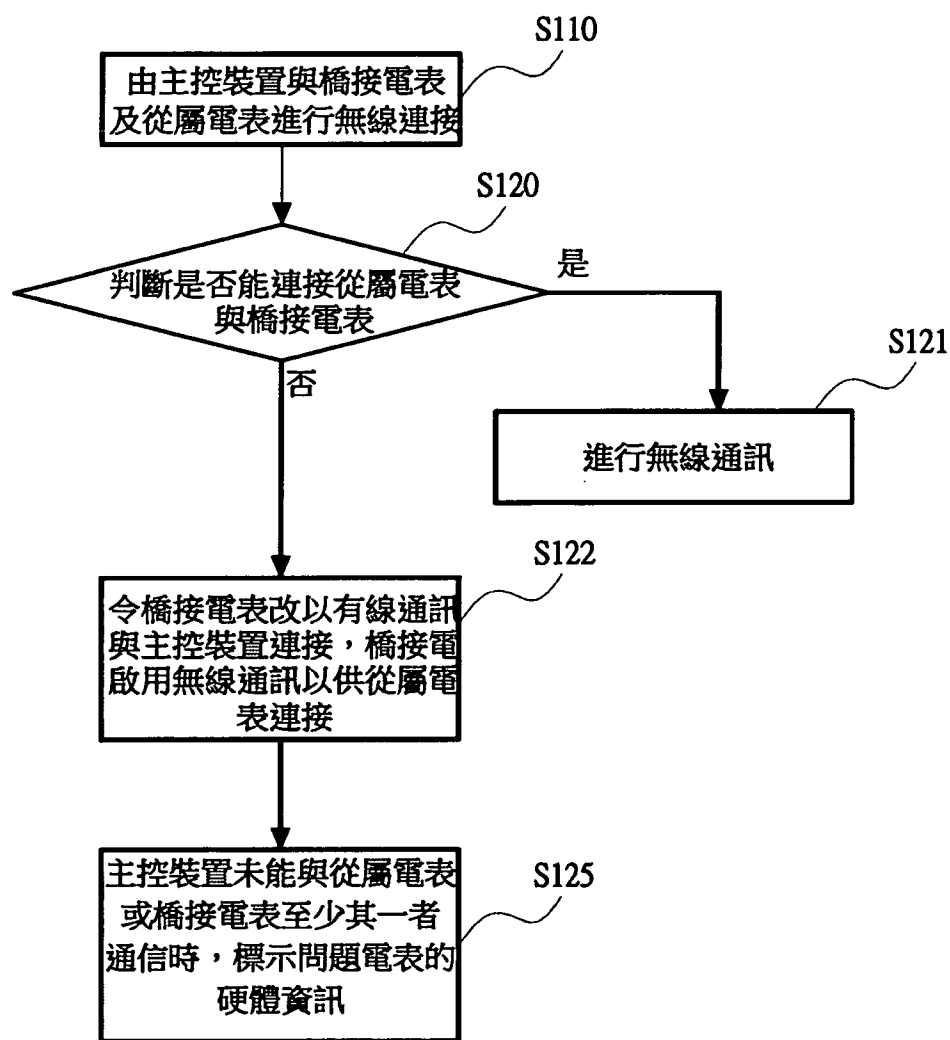 S110
由主控裝置與橋接電表
及從屬電表進行無線連接
S120
判斷是否能連接從屬電表
與橋接電表
是
否
S121
進行無線通訊
S122
令橋接電表改以有線通訊
與主控裝置連接，橋接電
啟用無線通訊以供從屬電
表連接
S125
主控裝置未能與從屬電表
或橋接電表至少其一者
通信時，標示問題電表的
硬體資訊